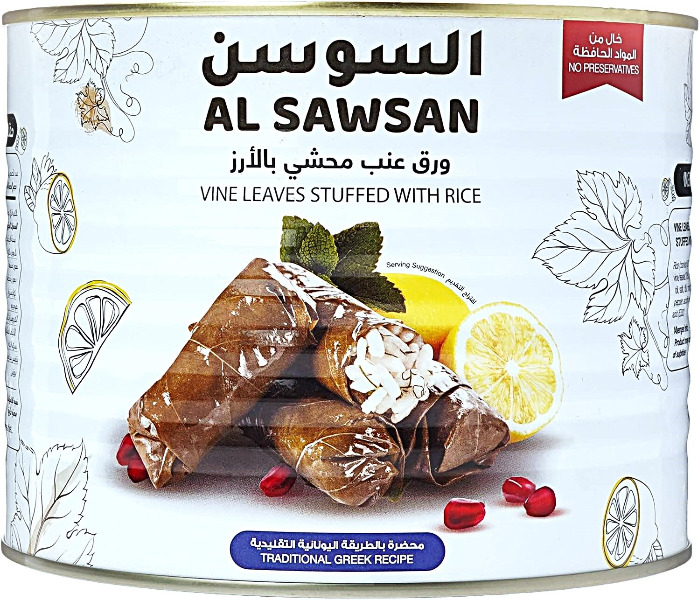 السوسن
AL SAWSAN
ورق عنب محشي بالأرز
VINE LEAVES STUFFED WITH RICE
خال من
المواد الحافظة
NO PRESERVATIVES
Serving Suggestion اقتراح التقديم
محضرة بالطريقة اليونانية التقليدية
TRADITIONAL GREEK RECIPE